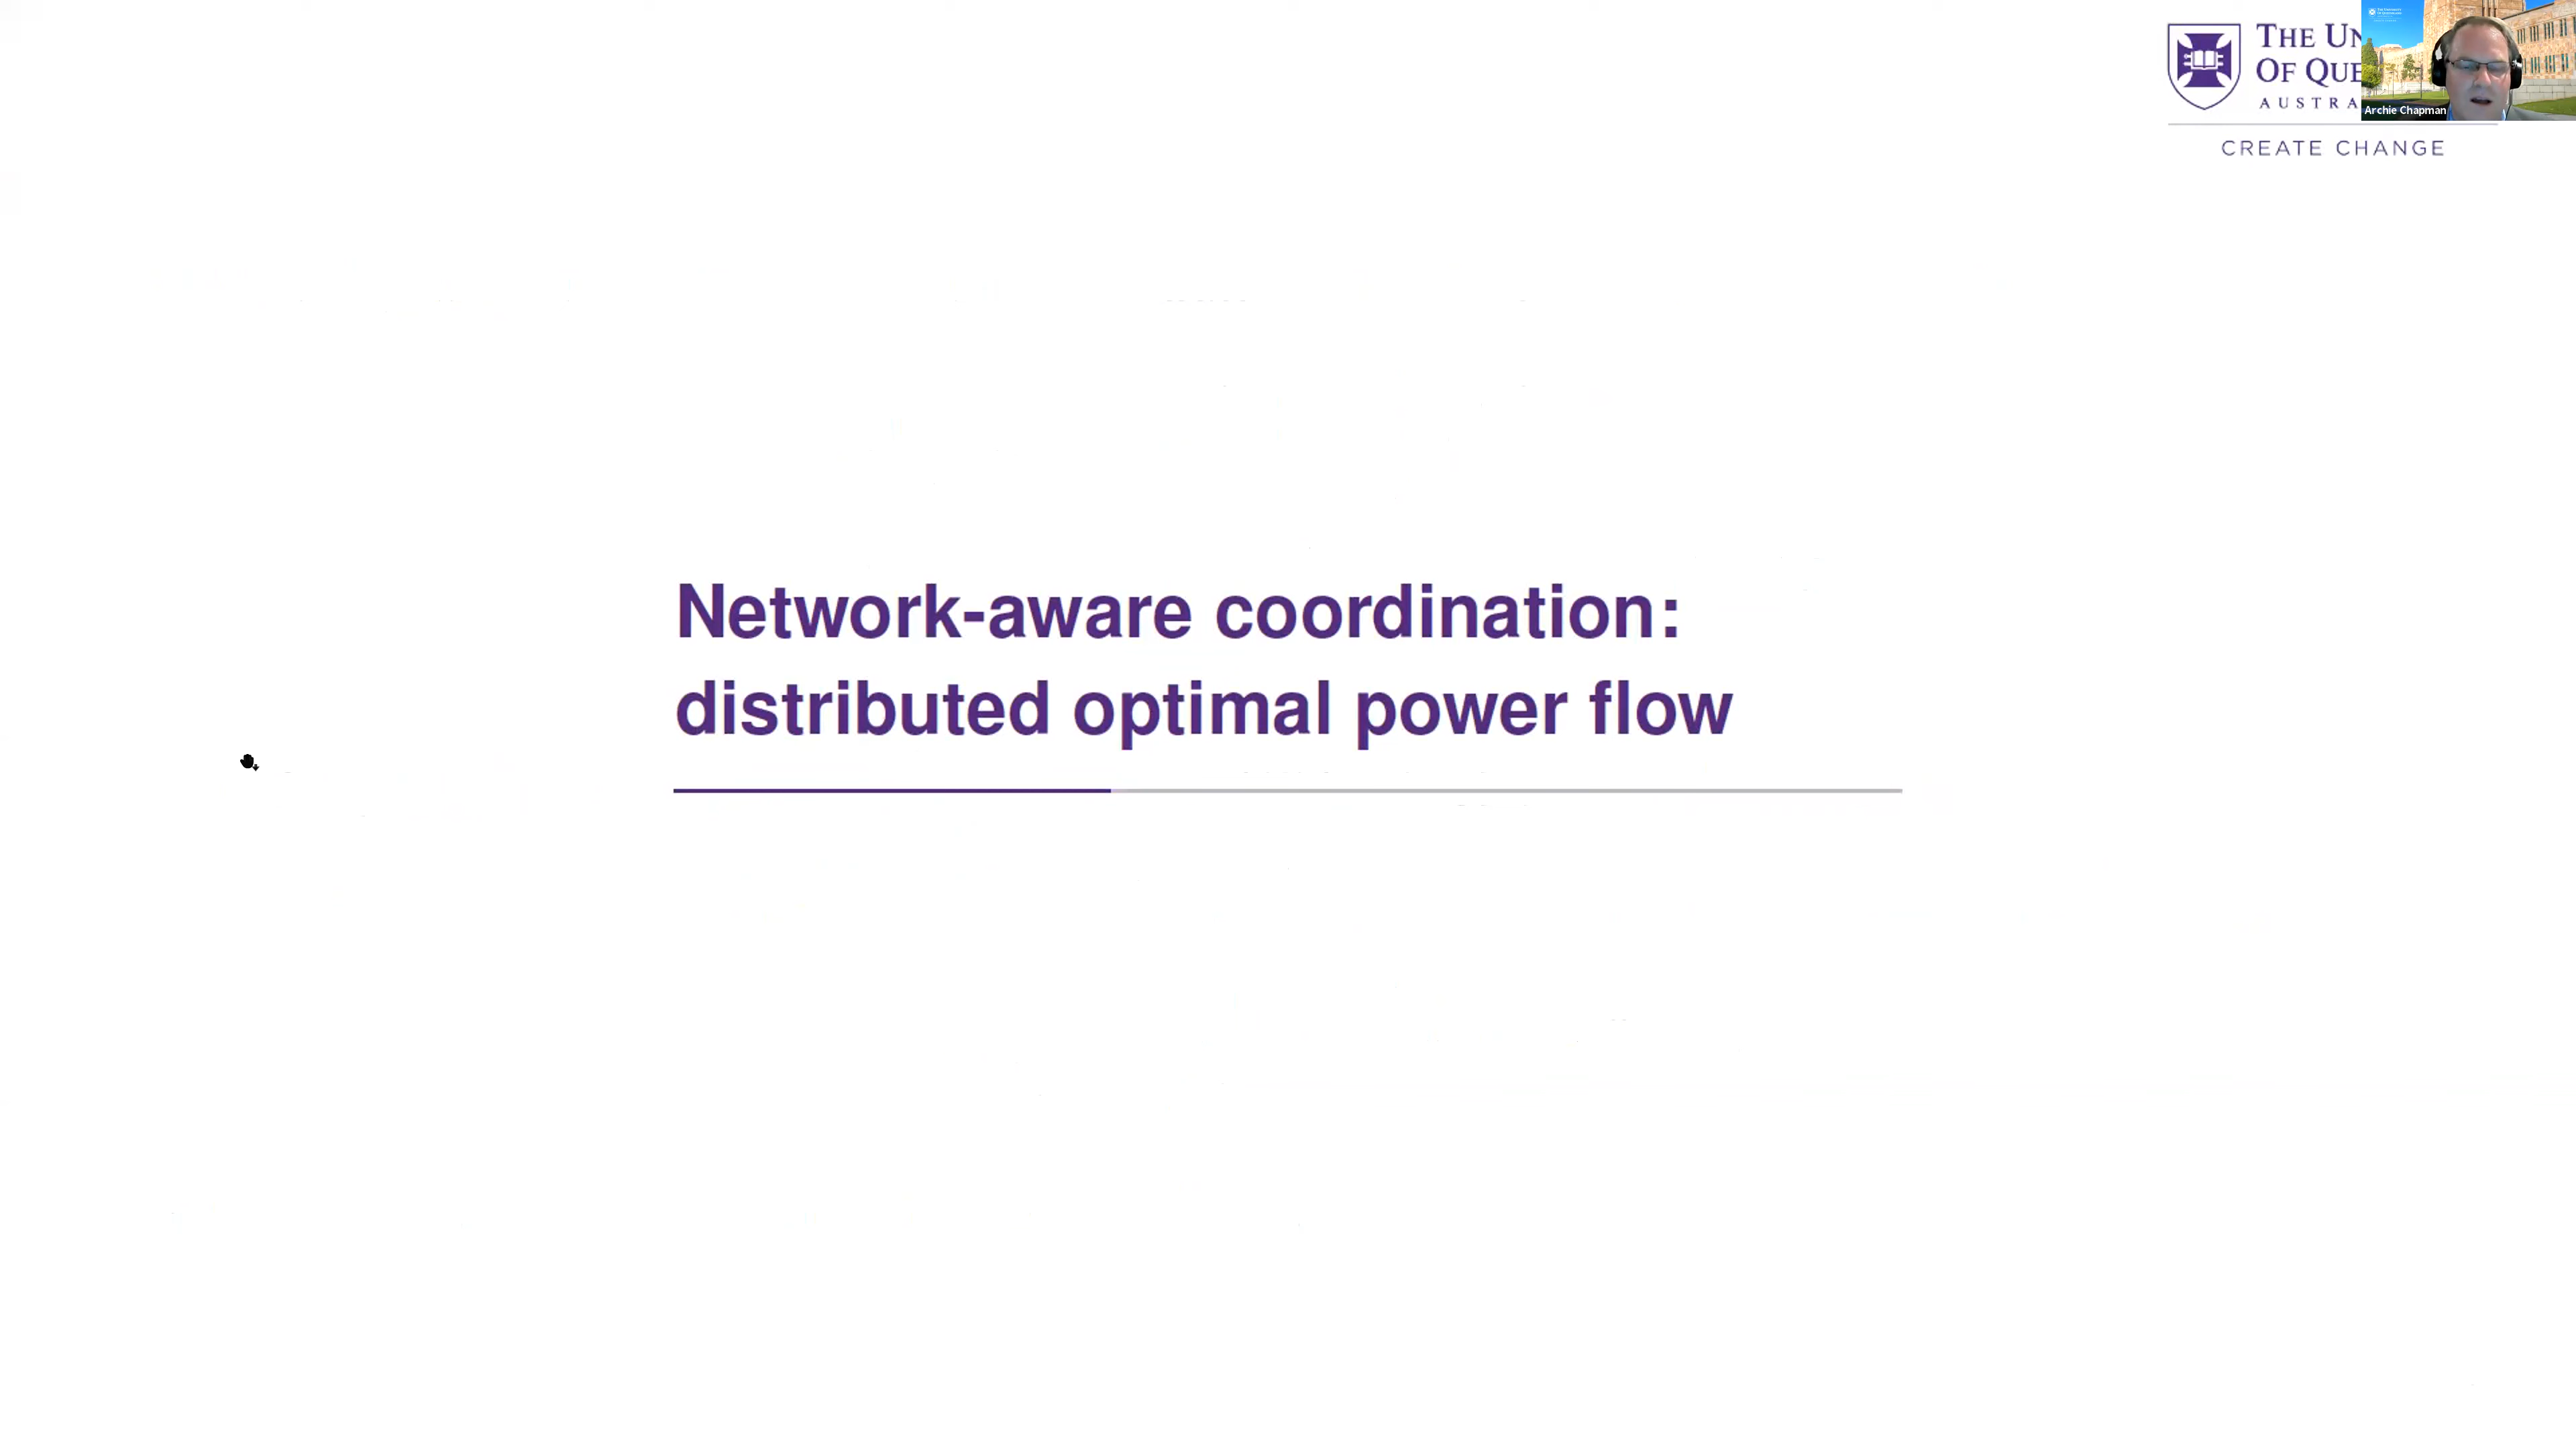 THE UN
OF QUE
AUSTRA
CREATE CHANGE
Archie Chapman
Network-aware coordination:
distributed optimal power flow